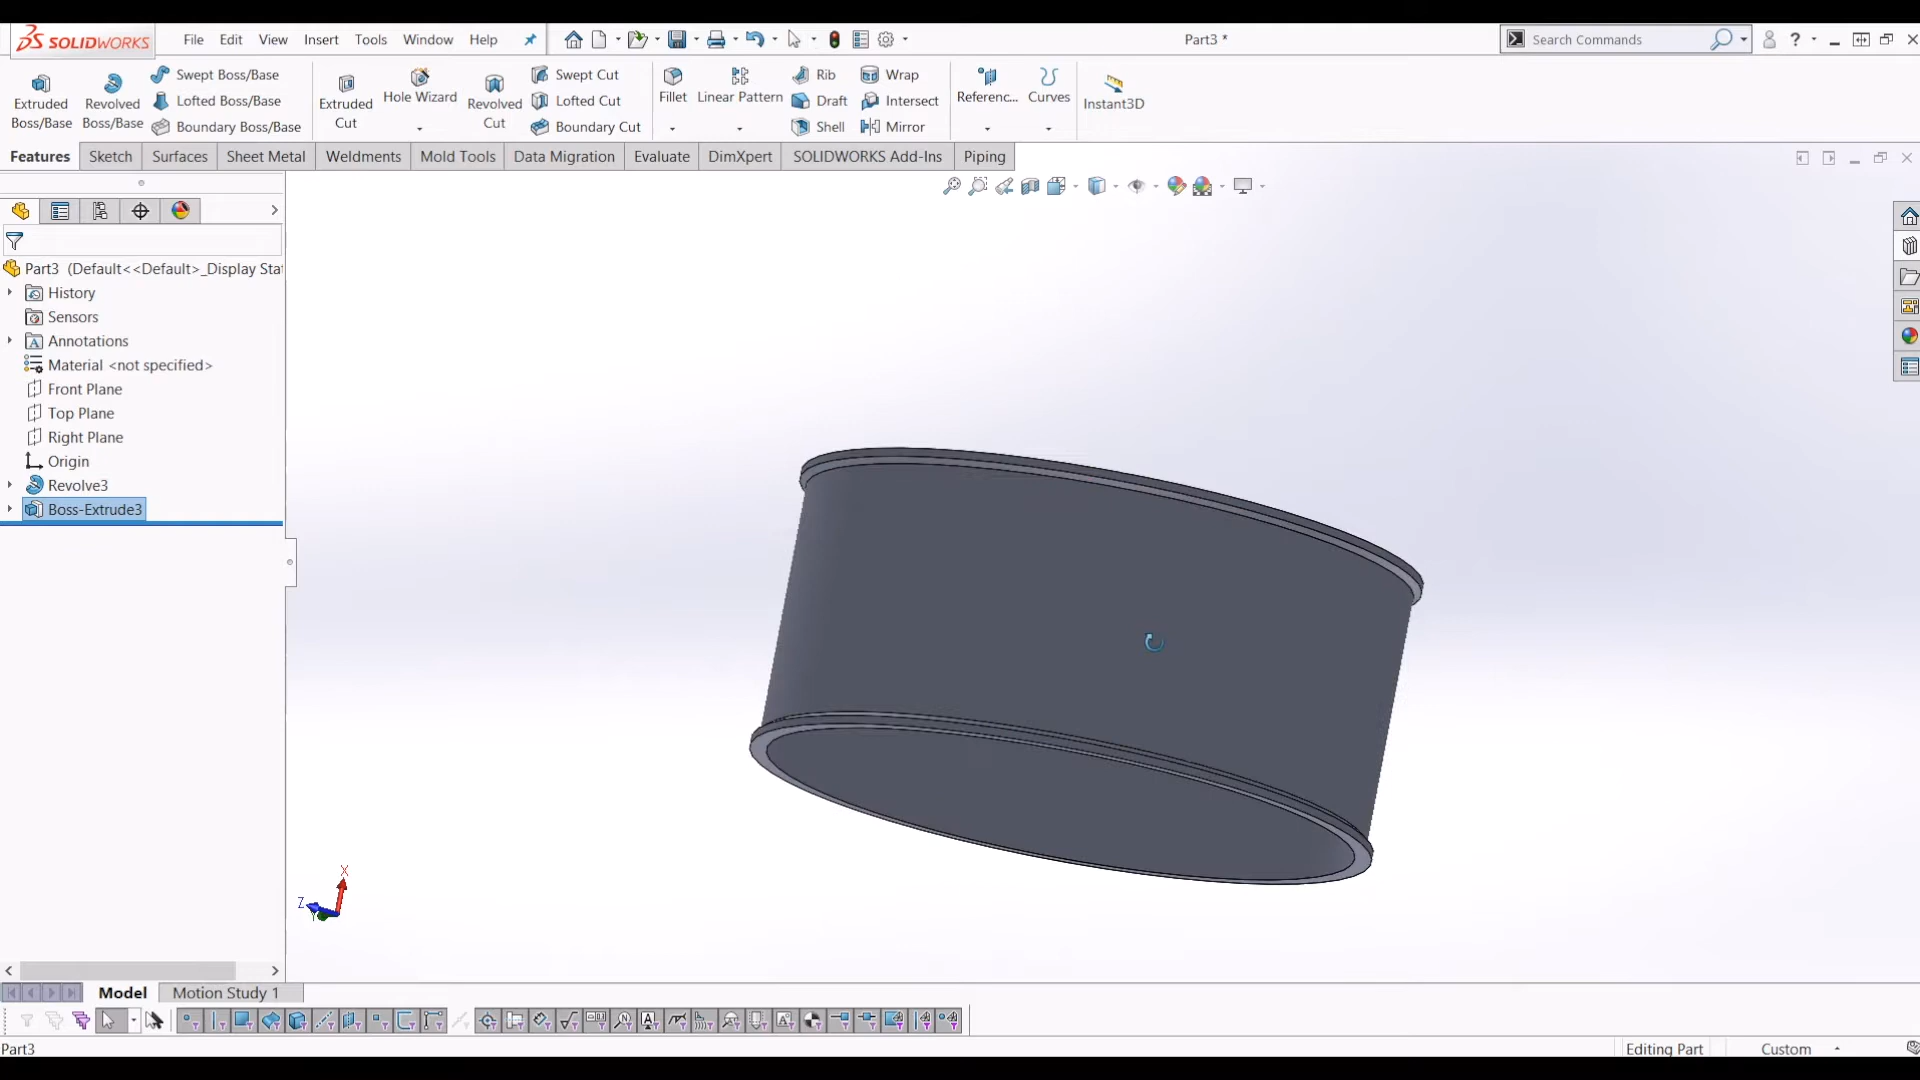 SOLIDWORKS File Edit View Insert Tools Window Help Part3 * Search Commands ?
Extruded Boss/Base
Revolved Boss/Base
Swept Boss/Base
Lofted Boss/Base
Boundary Boss/Base
Extruded Cut
Hole Wizard
Revolved Cut
Swept Cut
Lofted Cut
Boundary Cut
Fillet
Linear Pattern
Rib
Draft
Shell
Wrap
Intersect
Mirror
Referenc...
Curves
Instant3D
Features Sketch Surfaces Sheet Metal Weldments Mold Tools Data Migration Evaluate DimXpert SOLIDWORKS Add-Ins Piping
Part3 (Default<<Default>_Display Sta
History
Sensors
Annotations
Material <not specified>
Front Plane
Top Plane
Right Plane
Origin
Revolve3
Boss-Extrude3
X
Z
Model Motion Study 1
Part3 Editing Part Custom